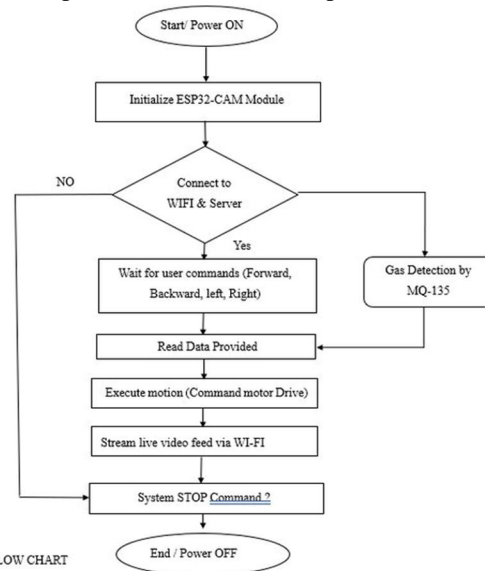 Start/ Power ON
Initialize ESP32-CAM Module
NO
Connect to
WIFI & Server
Yes
Wait for user commands (Forward,
Backward, left, Right)
Gas Detection by
MQ-135
Read Data Provided
Execute motion (Command motor Drive)
Stream live video feed via WI-FI
System STOP Command ?
End / Power OFF
LOW CHART